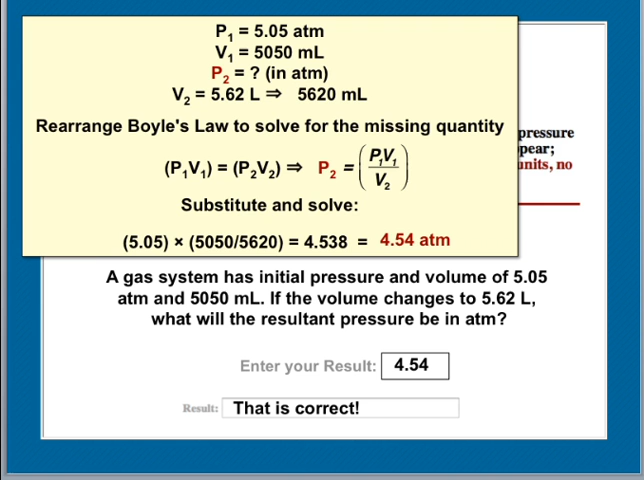 P₁ = 5.05 atm
V₁ = 5050 mL
P₂ = ? (in atm)
V₂ = 5.62 L ⇒ 5620 mL
Rearrange Boyle's Law to solve for the missing quantity
pressure
pear;
(P₁V₁) = (P₂V₂) ⇒ P₂ = (P₁V₁/V₂)
units, no
Substitute and solve:
(5.05) × (5050/5620) = 4.538 = 4.54 atm
A gas system has initial pressure and volume of 5.05
atm and 5050 mL. If the volume changes to 5.62 L,
what will the resultant pressure be in atm?
Enter your Result: 4.54
Result: That is correct!